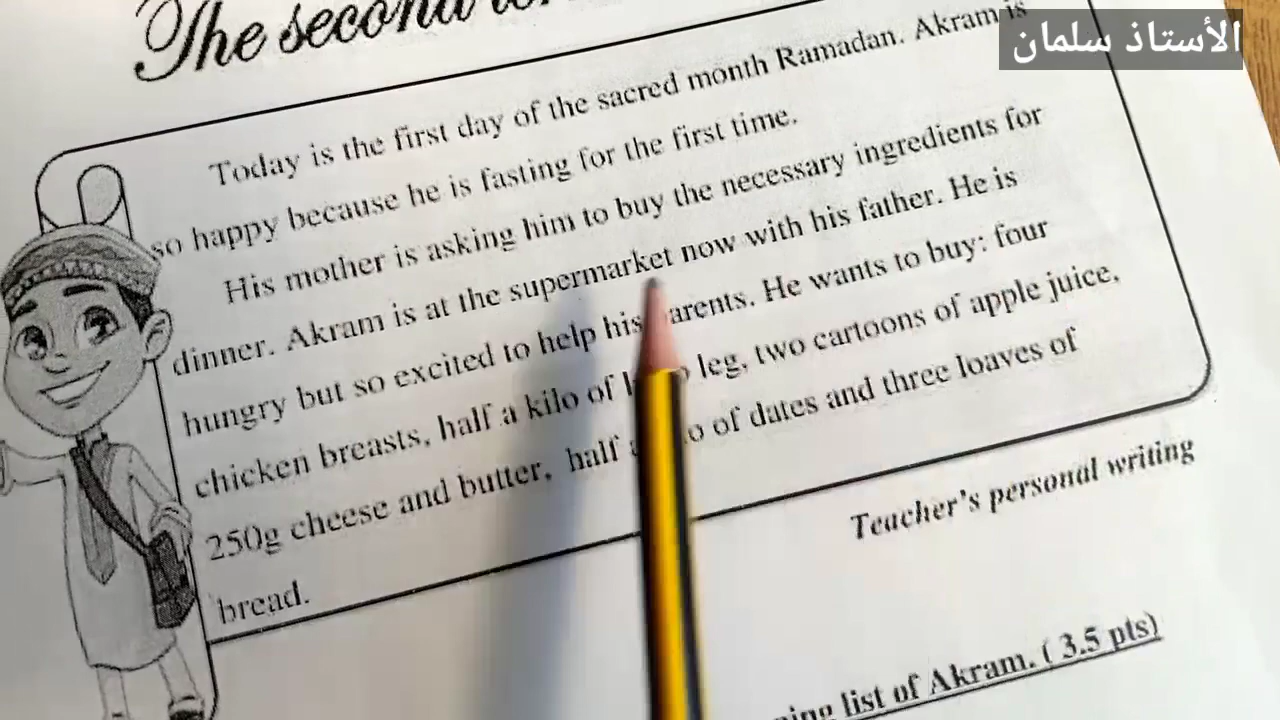 The second
الأستاذ سلمان
Today is the first day of the sacred month Ramadan. Akram is
so happy because he is fasting for the first time.
His mother is asking him to buy the necessary ingredients for
dinner. Akram is at the supermarket now with his father. He is
hungry but so excited to help his arents. He wants to buy: four
chicken breasts, half a kilo of leg, two cartoons of apple juice,
250g cheese and butter, half of dates and three loaves of
bread.
Teacher's personal writing
list of Akram. ( 3.5 pts)